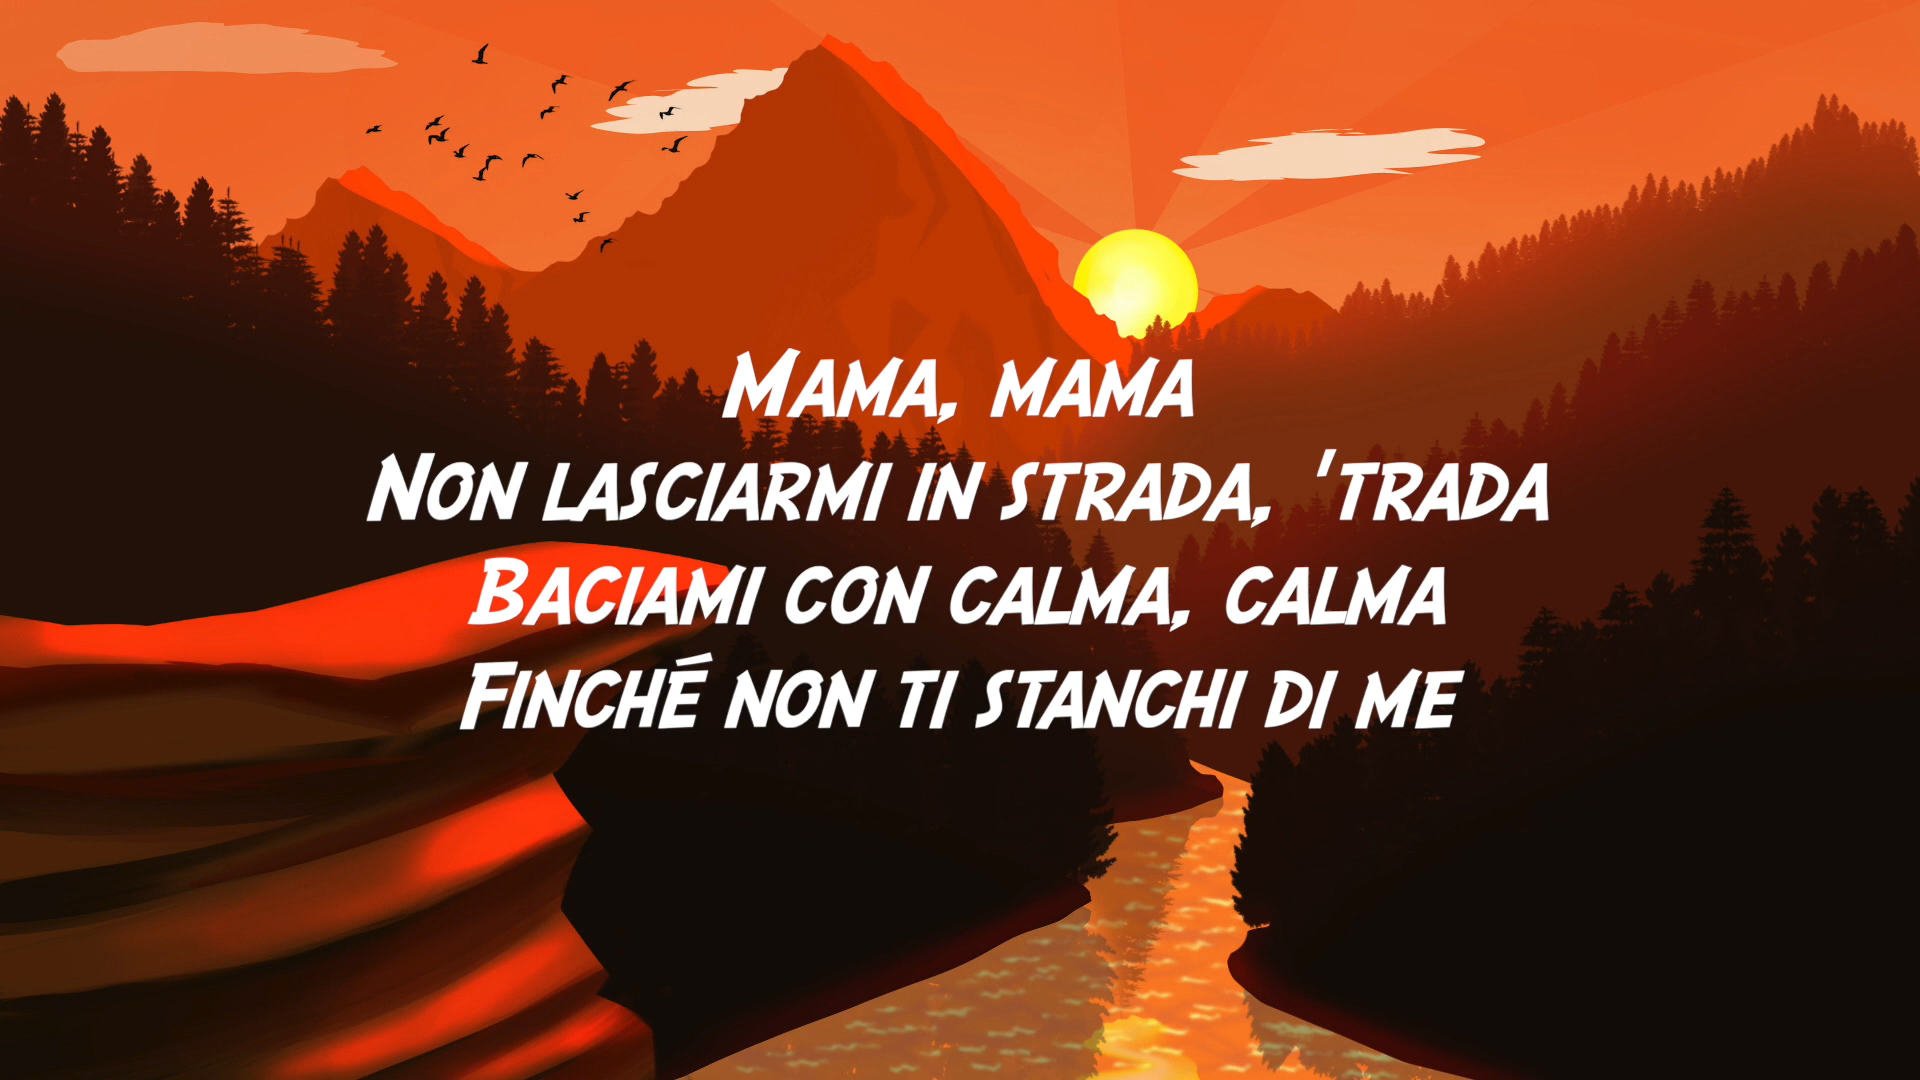 Mama, mama
Non lasciarmi in strada, 'trada
Baciami con calma, calma
Finché non ti stanchi di me